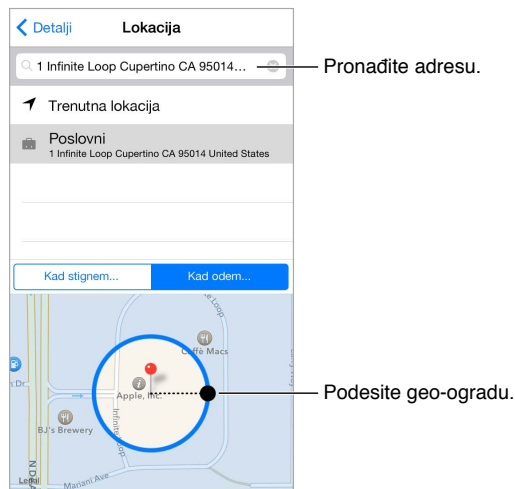 Detalji
Lokacija
1 Infinite Loop Cupertino CA 95014…
Pronađite adresu.
Trenutna lokacija
Poslovni
1 Infinite Loop Cupertino CA 95014 United States
Kad stignem...
Kad odem...
Loop
Caffè Macs
Apple, Inc.
n Dr
Podesite geo-ogradu.
Infinite Loop
BJ's Brewery
N D
Mariani Ave
Legal